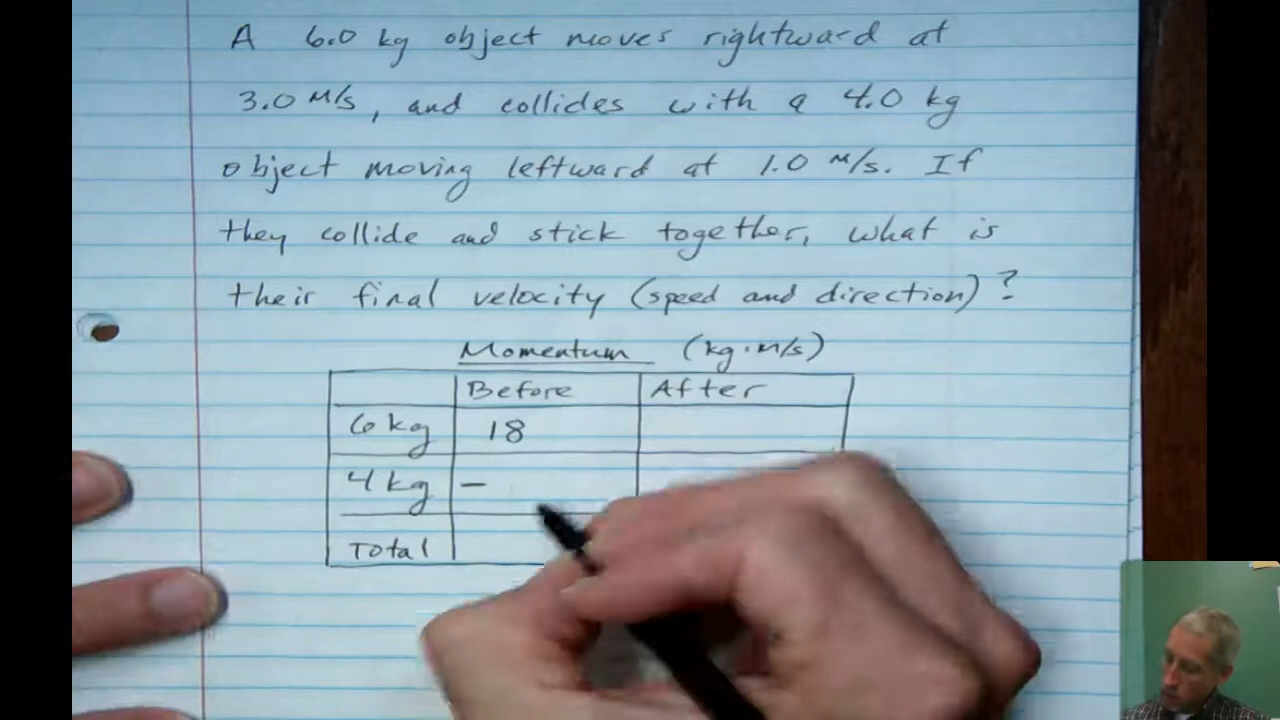 A 6.0 kg object moves rightward at
3.0 m/s, and collides with a 4.0 kg
object moving leftward at 1.0 m/s. If
they collide and stick together, what is
their final velocity (speed and direction)?
Momentum (kg·m/s)
Before After
6 kg 18
4 kg −
Total